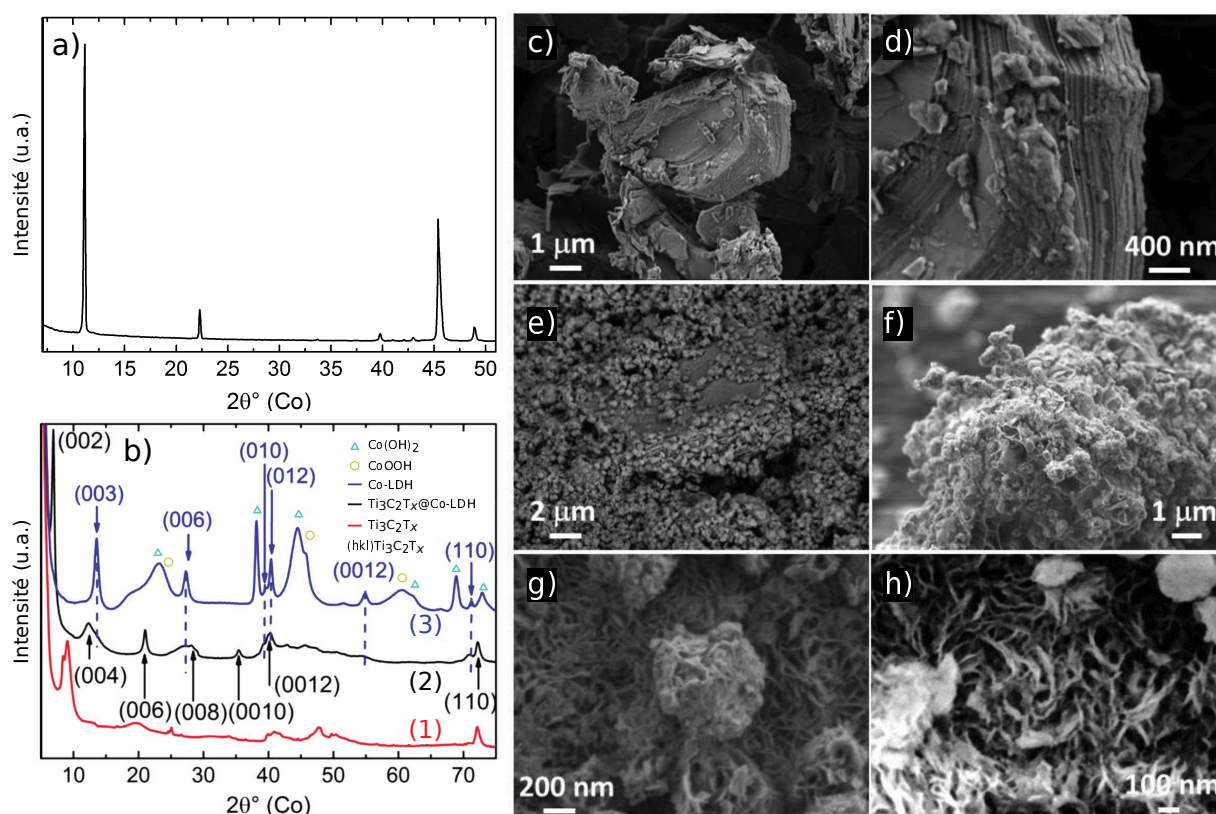 a)
Intensité (u.a.)
10 15 20 25 30 35 40 45 50
2θ° (Co)
b)
(002)
(003)
(006)
(010)
(012)
(0012)
(110)
Co(OH)2
CoOOH
Co-LDH
Ti3C2Tx@Co-LDH
Ti3C2Tx
(hkl)Ti3C2Tx
(3)
(004)
(006)
(008)
(0010)
(0012)
(2)
(110)
(1)
Intensité (u.a.)
10 20 30 40 50 60 70
2θ° (Co)
c)
1 µm
d)
400 nm
e)
2 µm
f)
1 µm
g)
200 nm
h)
100 nm